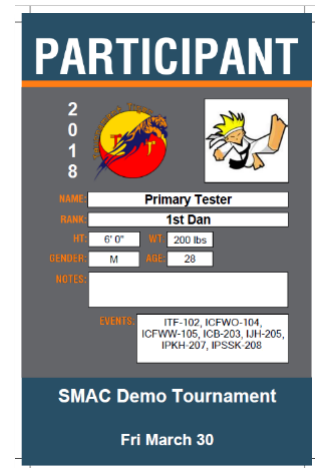 PARTICIPANT
2
0
1
8
T T
NAME: Primary Tester
RANK: 1st Dan
HT: 6' 0" WT: 200 lbs
GENDER: M AGE: 28
NOTES:
EVENTS: ITF-102, ICFWO-104,
ICFWW-105, ICB-203, IJH-205,
IPKH-207, IPSSK-208
SMAC Demo Tournament
Fri March 30